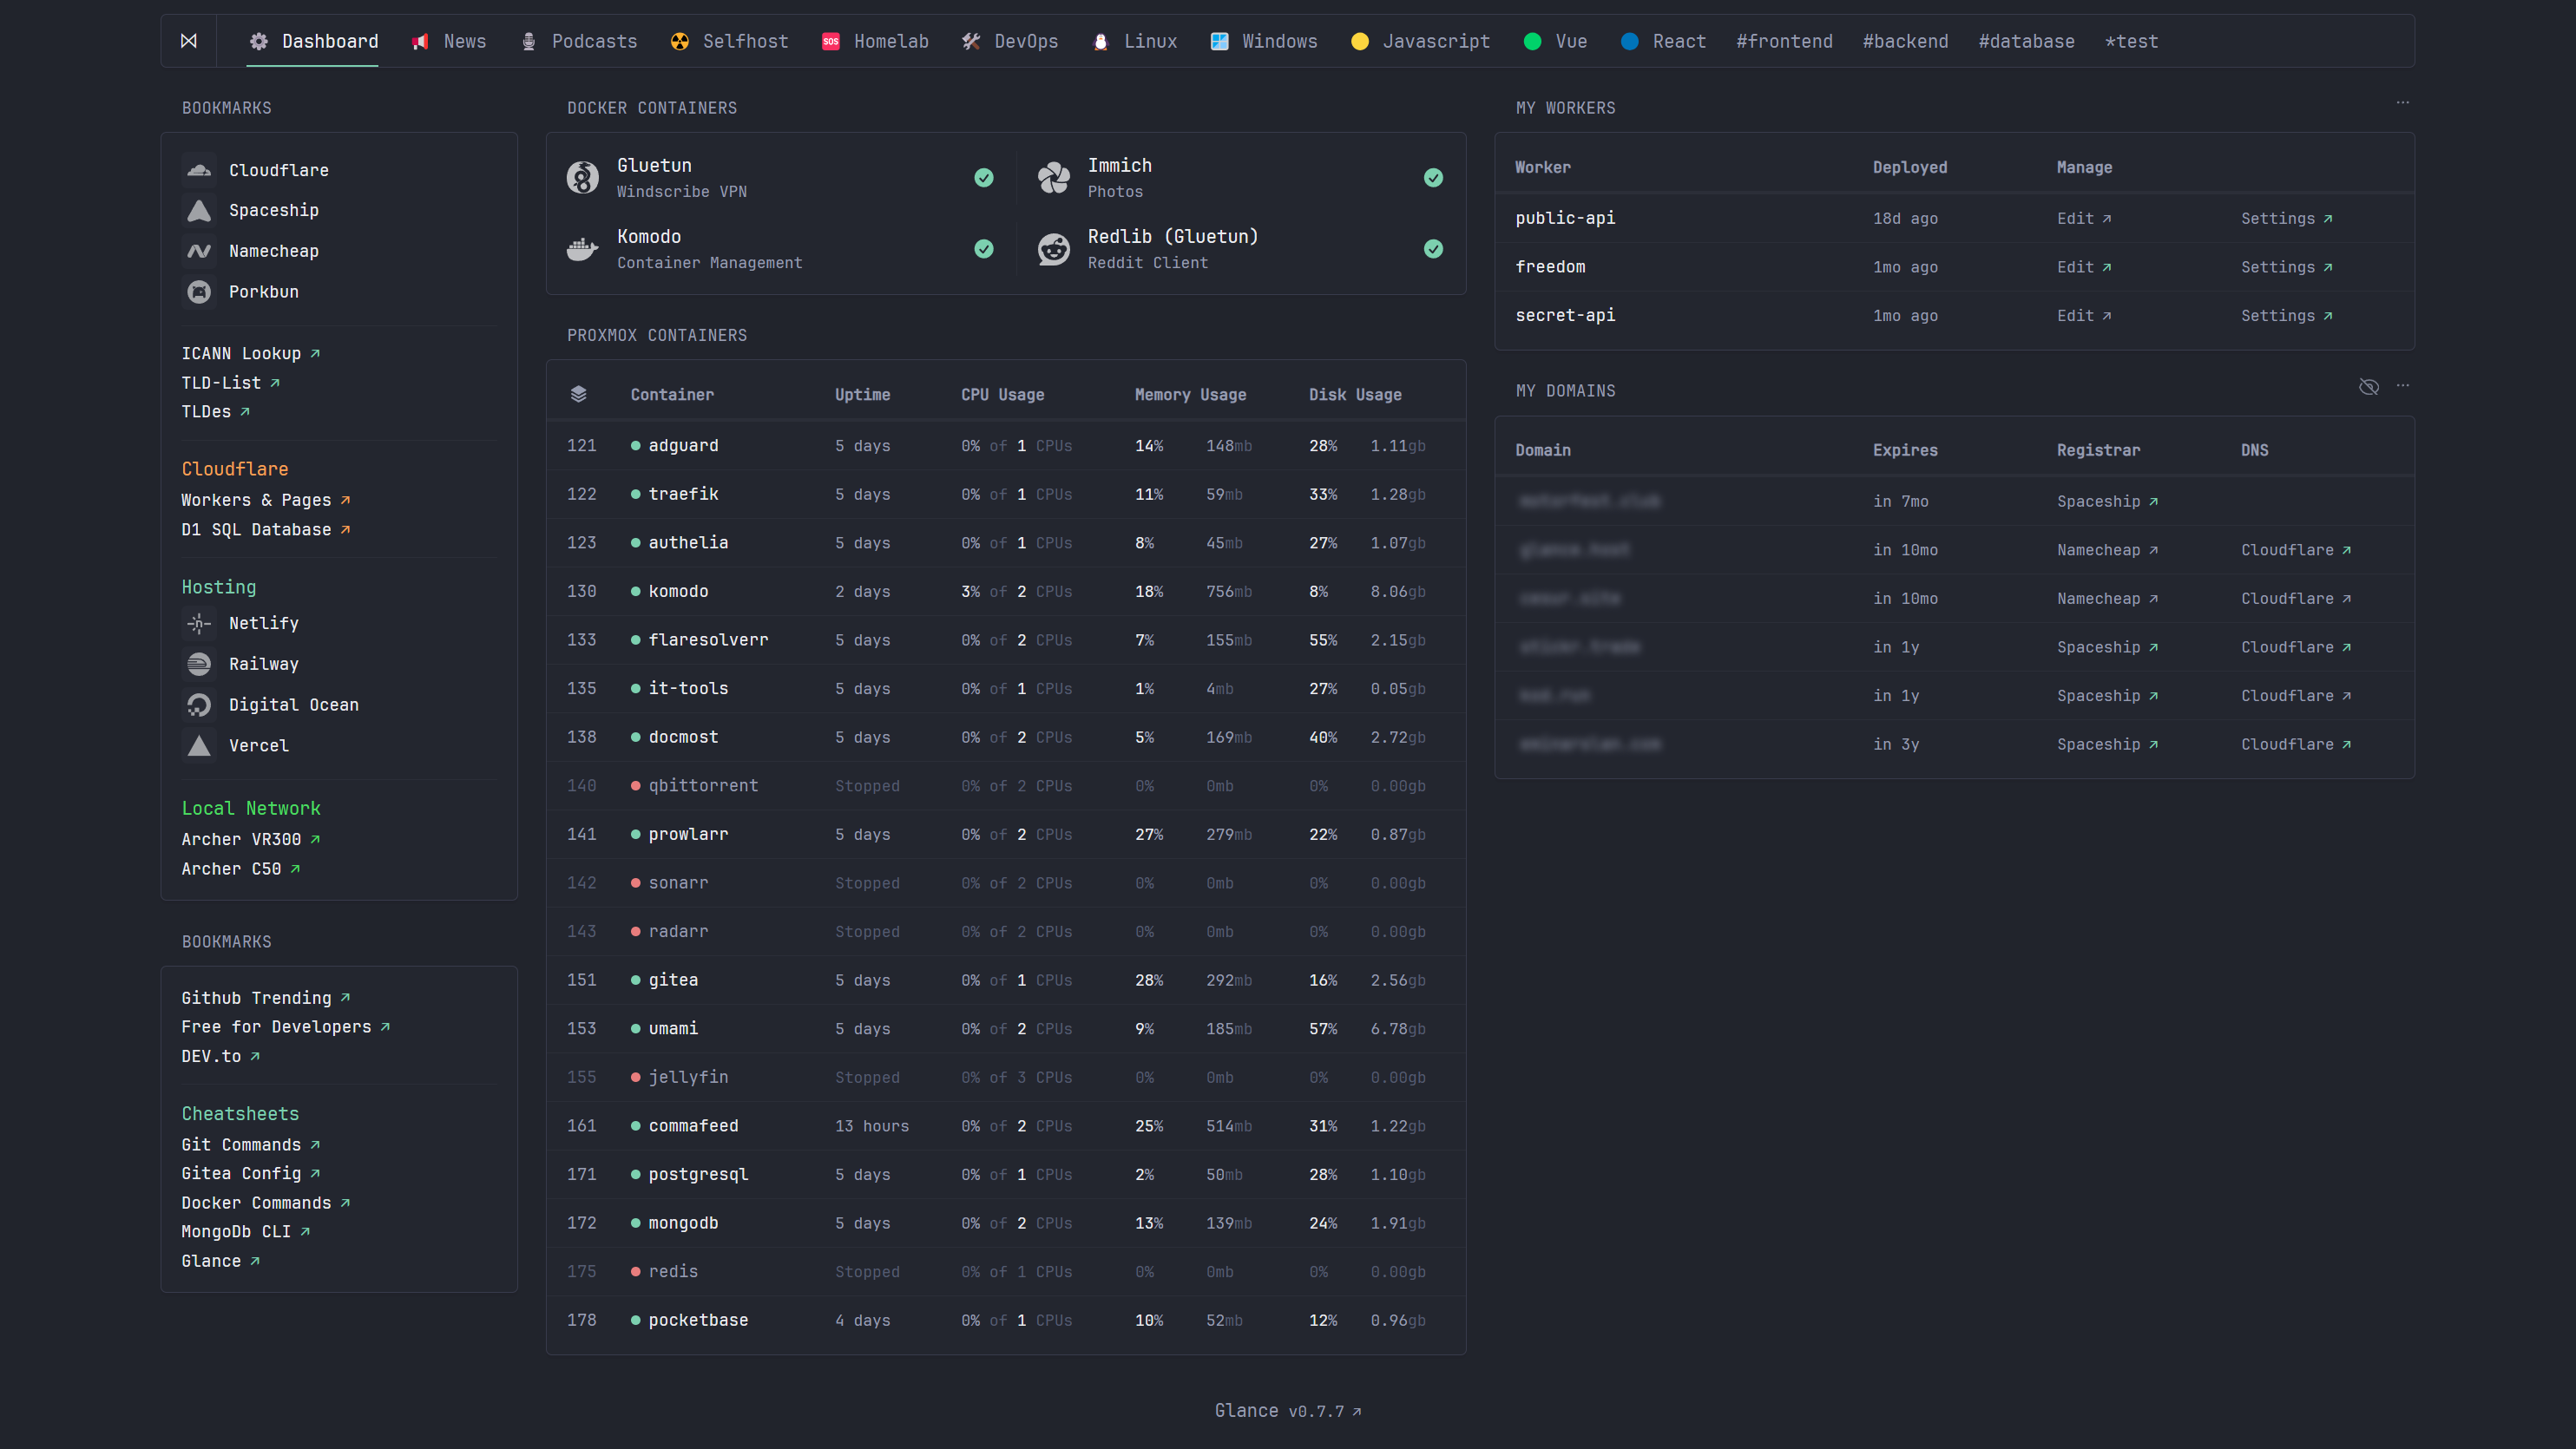 Dashboard News Podcasts Selfhost SOS Homelab DevOps Linux Windows Javascript Vue React #frontend #backend #database *test
BOOKMARKS
Cloudflare
Spaceship
Namecheap
Porkbun
ICANN Lookup
TLD-List
TLDes
Cloudflare
Workers & Pages
D1 SQL Database
Hosting
Netlify
Railway
Digital Ocean
Vercel
Local Network
Archer VR300
Archer C50
BOOKMARKS
Github Trending
Free for Developers
DEV.to
Cheatsheets
Git Commands
Gitea Config
Docker Commands
MongoDb CLI
Glance
DOCKER CONTAINERS
Gluetun
Windscribe VPN
Immich
Photos
Komodo
Container Management
Redlib (Gluetun)
Reddit Client
PROXMOX CONTAINERS
Container Uptime CPU Usage Memory Usage Disk Usage
121 adguard 5 days 0% of 1 CPUs 14% 148mb 28% 1.11gb
122 traefik 5 days 0% of 1 CPUs 11% 59mb 33% 1.28gb
123 authelia 5 days 0% of 1 CPUs 8% 45mb 27% 1.07gb
130 komodo 2 days 3% of 2 CPUs 18% 756mb 8% 8.06gb
133 flaresolverr 5 days 0% of 2 CPUs 7% 155mb 55% 2.15gb
135 it-tools 5 days 0% of 1 CPUs 1% 4mb 27% 0.05gb
138 docmost 5 days 0% of 2 CPUs 5% 169mb 40% 2.72gb
140 qbittorrent Stopped 0% of 2 CPUs 0% 0mb 0% 0.00gb
141 prowlarr 5 days 0% of 2 CPUs 27% 279mb 22% 0.87gb
142 sonarr Stopped 0% of 2 CPUs 0% 0mb 0% 0.00gb
143 radarr Stopped 0% of 2 CPUs 0% 0mb 0% 0.00gb
151 gitea 5 days 0% of 1 CPUs 28% 292mb 16% 2.56gb
153 umami 5 days 0% of 2 CPUs 9% 185mb 57% 6.78gb
155 jellyfin Stopped 0% of 3 CPUs 0% 0mb 0% 0.00gb
161 commafeed 13 hours 0% of 2 CPUs 25% 514mb 31% 1.22gb
171 postgresql 5 days 0% of 1 CPUs 2% 50mb 28% 1.10gb
172 mongodb 5 days 0% of 2 CPUs 13% 139mb 24% 1.91gb
175 redis Stopped 0% of 1 CPUs 0% 0mb 0% 0.00gb
178 pocketbase 4 days 0% of 1 CPUs 10% 52mb 12% 0.96gb
MY WORKERS
Worker Deployed Manage
public-api 18d ago Edit Settings
freedom 1mo ago Edit Settings
secret-api 1mo ago Edit Settings
MY DOMAINS
Domain Expires Registrar DNS
in 7mo Spaceship
in 10mo Namecheap Cloudflare
in 10mo Namecheap Cloudflare
in 1y Spaceship Cloudflare
in 1y Spaceship Cloudflare
in 3y Spaceship Cloudflare
Glance v0.7.7